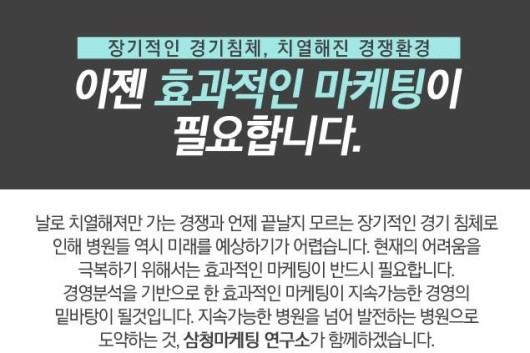 장기적인 경기침체, 치열해진 경쟁환경
이젠 효과적인 마케팅이
필요합니다.
날로 치열해져만 가는 경쟁과 언제 끝날지 모르는 장기적인 경기 침체로
인해 병원들 역시 미래를 예상하기가 어렵습니다. 현재의 어려움을
극복하기 위해서는 효과적인 마케팅이 반드시 필요합니다.
경영분석을 기반으로 한 효과적인 마케팅이 지속가능한 경영의
밑바탕이 될것입니다. 지속가능한 병원을 넘어 발전하는 병원으로
도약하는 것, 삼청마케팅 연구소가 함께하겠습니다.